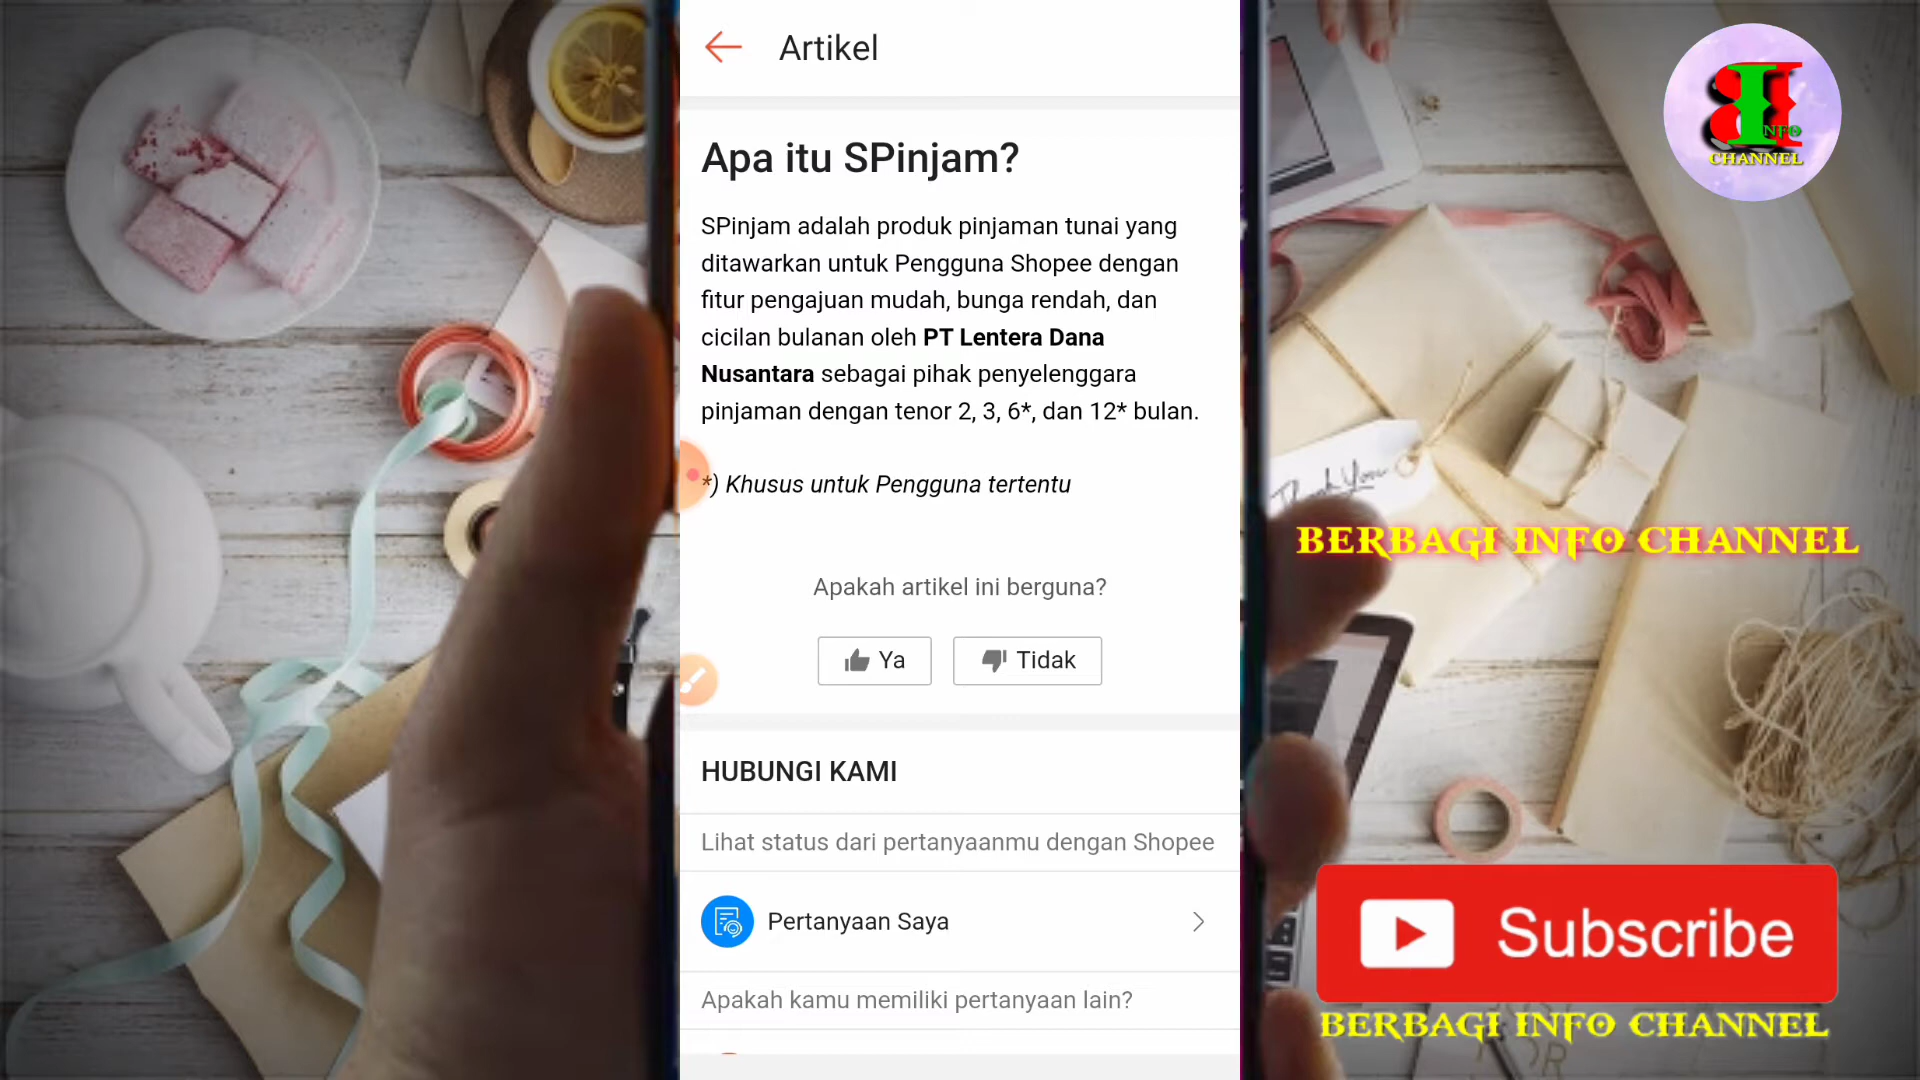 Artikel
Apa itu SPinjam?
SPinjam adalah produk pinjaman tunai yang
ditawarkan untuk Pengguna Shopee dengan
fitur pengajuan mudah, bunga rendah, dan
cicilan bulanan oleh PT Lentera Dana
Nusantara sebagai pihak penyelenggara
pinjaman dengan tenor 2, 3, 6*, dan 12* bulan.
*) Khusus untuk Pengguna tertentu
Apakah artikel ini berguna?
Ya
Tidak
HUBUNGI KAMI
Lihat status dari pertanyaanmu dengan Shopee
Pertanyaan Saya
Apakah kamu memiliki pertanyaan lain?
INFO
CHANNEL
Thank You
BERBAGI INFO CHANNEL
Subscribe
BERBAGI INFO CHANNEL